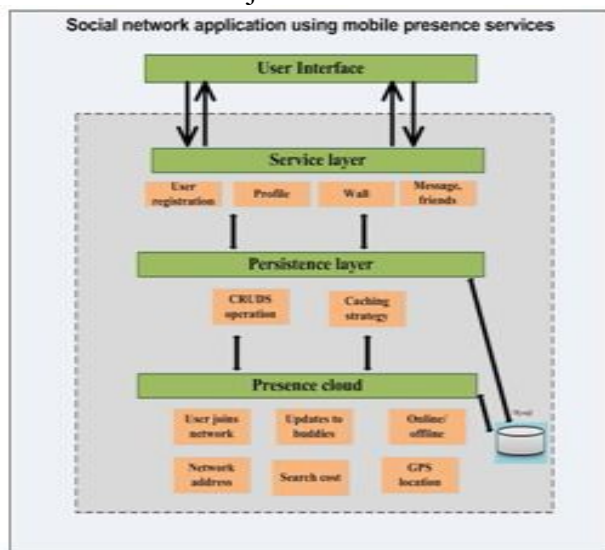 Social network application using mobile presence services
User Interface
Service layer
User
registration
Profile
Wall
Message,
friends
Persistence layer
CRUDS
operation
Caching
strategy
Presence cloud
User joins
network
Updates to
buddies
Online/
offline
Network
address
Search cost
GPS
location